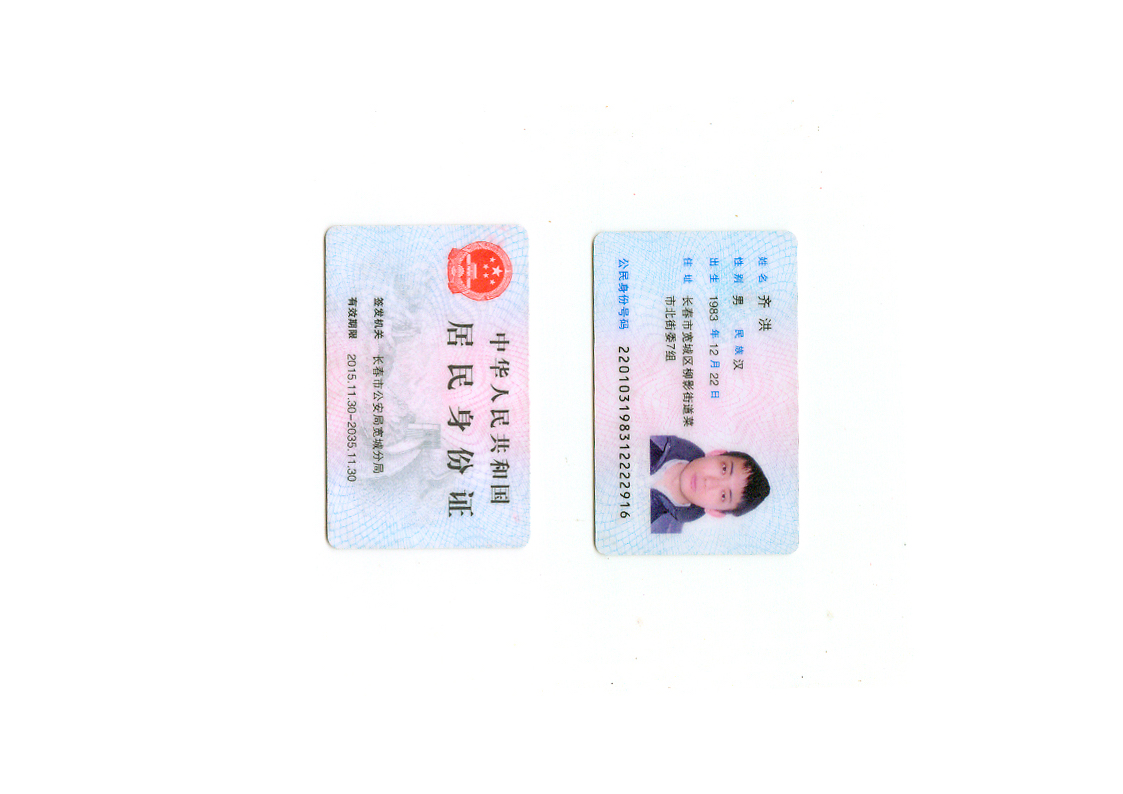 中华人民共和国
居民身份证
签发机关 长春市公安局宽城分局
有效期限 2015.11.30-2035.11.30
姓名 齐洪
性别 男 民族 汉
出生 1983 年 12 月 22 日
住址 长春市宽城区柳影街道菜
市北街委7组
公民身份号码 220103198312222916